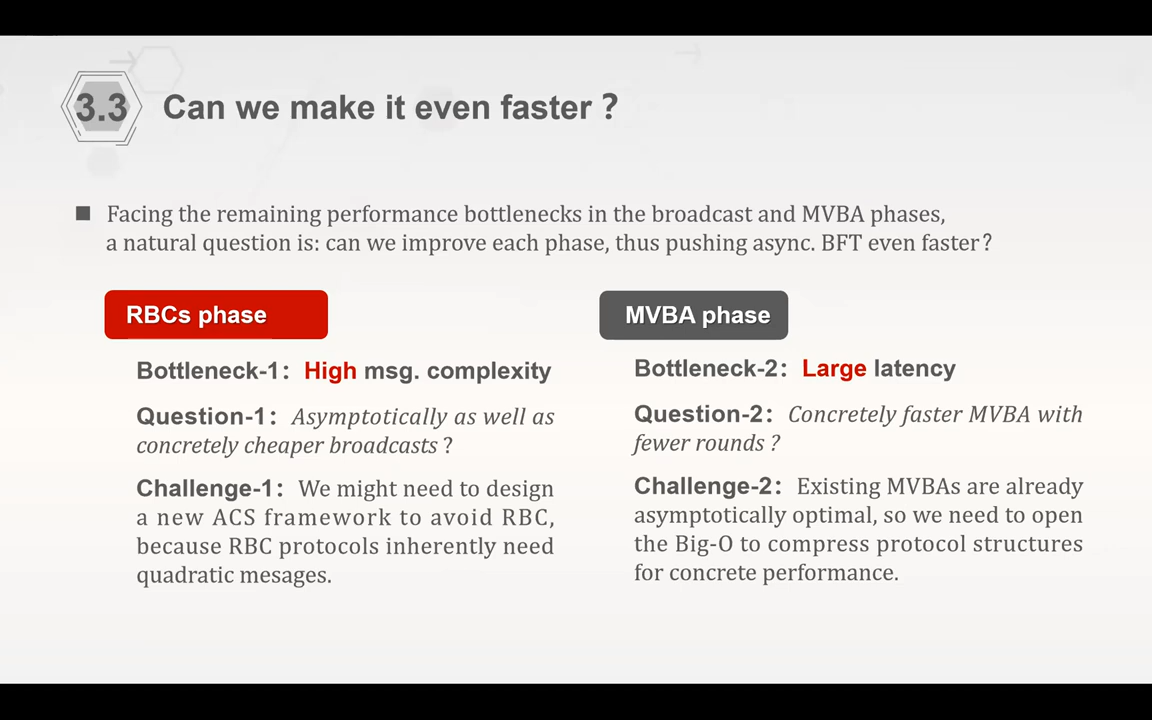 3.3 Can we make it even faster ?
■ Facing the remaining performance bottlenecks in the broadcast and MVBA phases,
a natural question is: can we improve each phase, thus pushing async. BFT even faster ?
RBCs phase
Bottleneck-1: High msg. complexity
Question-1: Asymptotically as well as
concretely cheaper broadcasts ?
Challenge-1: We might need to design
a new ACS framework to avoid RBC,
because RBC protocols inherently need
quadratic mesages.
MVBA phase
Bottleneck-2: Large latency
Question-2: Concretely faster MVBA with
fewer rounds ?
Challenge-2: Existing MVBAs are already
asymptotically optimal, so we need to open
the Big-O to compress protocol structures
for concrete performance.